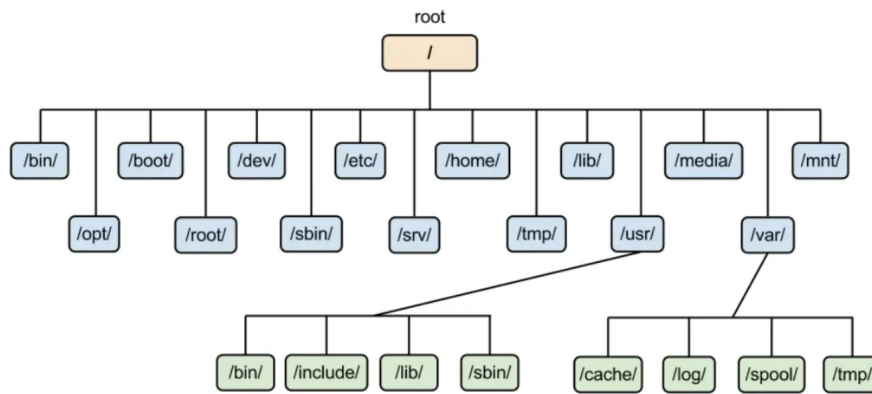 root
/
/bin/
/boot/
/dev/
/etc/
/home/
/lib/
/media/
/mnt/
/opt/
/root/
/sbin/
/srv/
/tmp/
/usr/
/var/
/bin/
/include/
/lib/
/sbin/
/cache/
/log/
/spool/
/tmp/